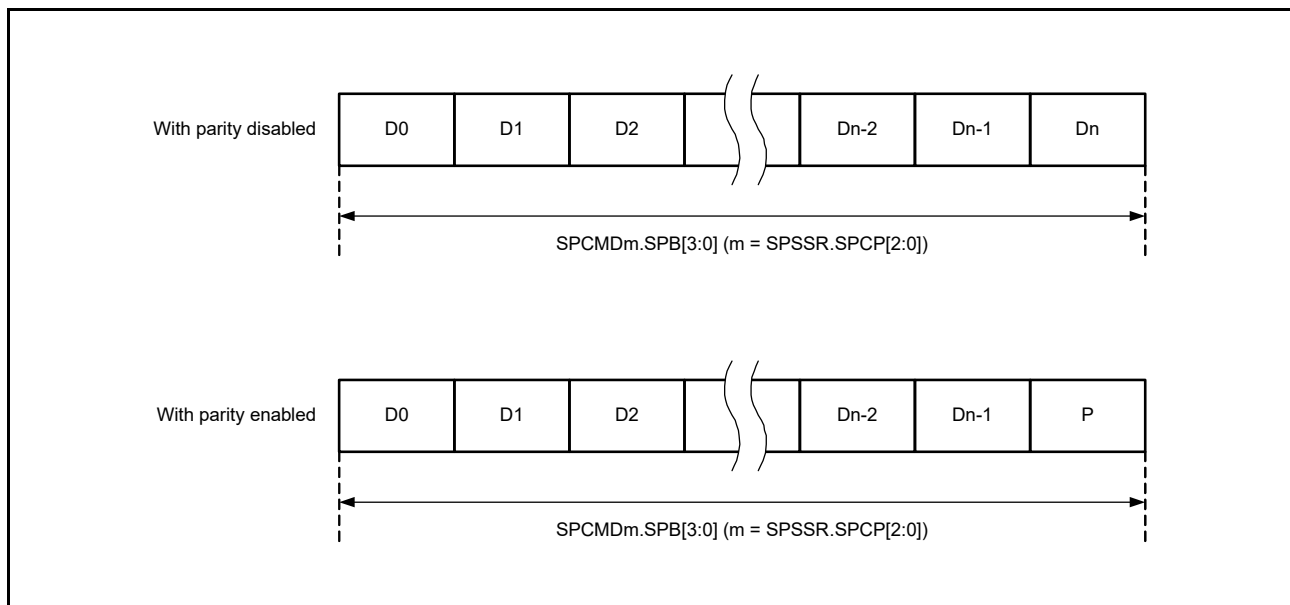 With parity disabled D0 D1 D2 Dn-2 Dn-1 Dn
SPCMDm.SPB[3:0] (m = SPSSR.SPCP[2:0])
With parity enabled D0 D1 D2 Dn-2 Dn-1 P
SPCMDm.SPB[3:0] (m = SPSSR.SPCP[2:0])